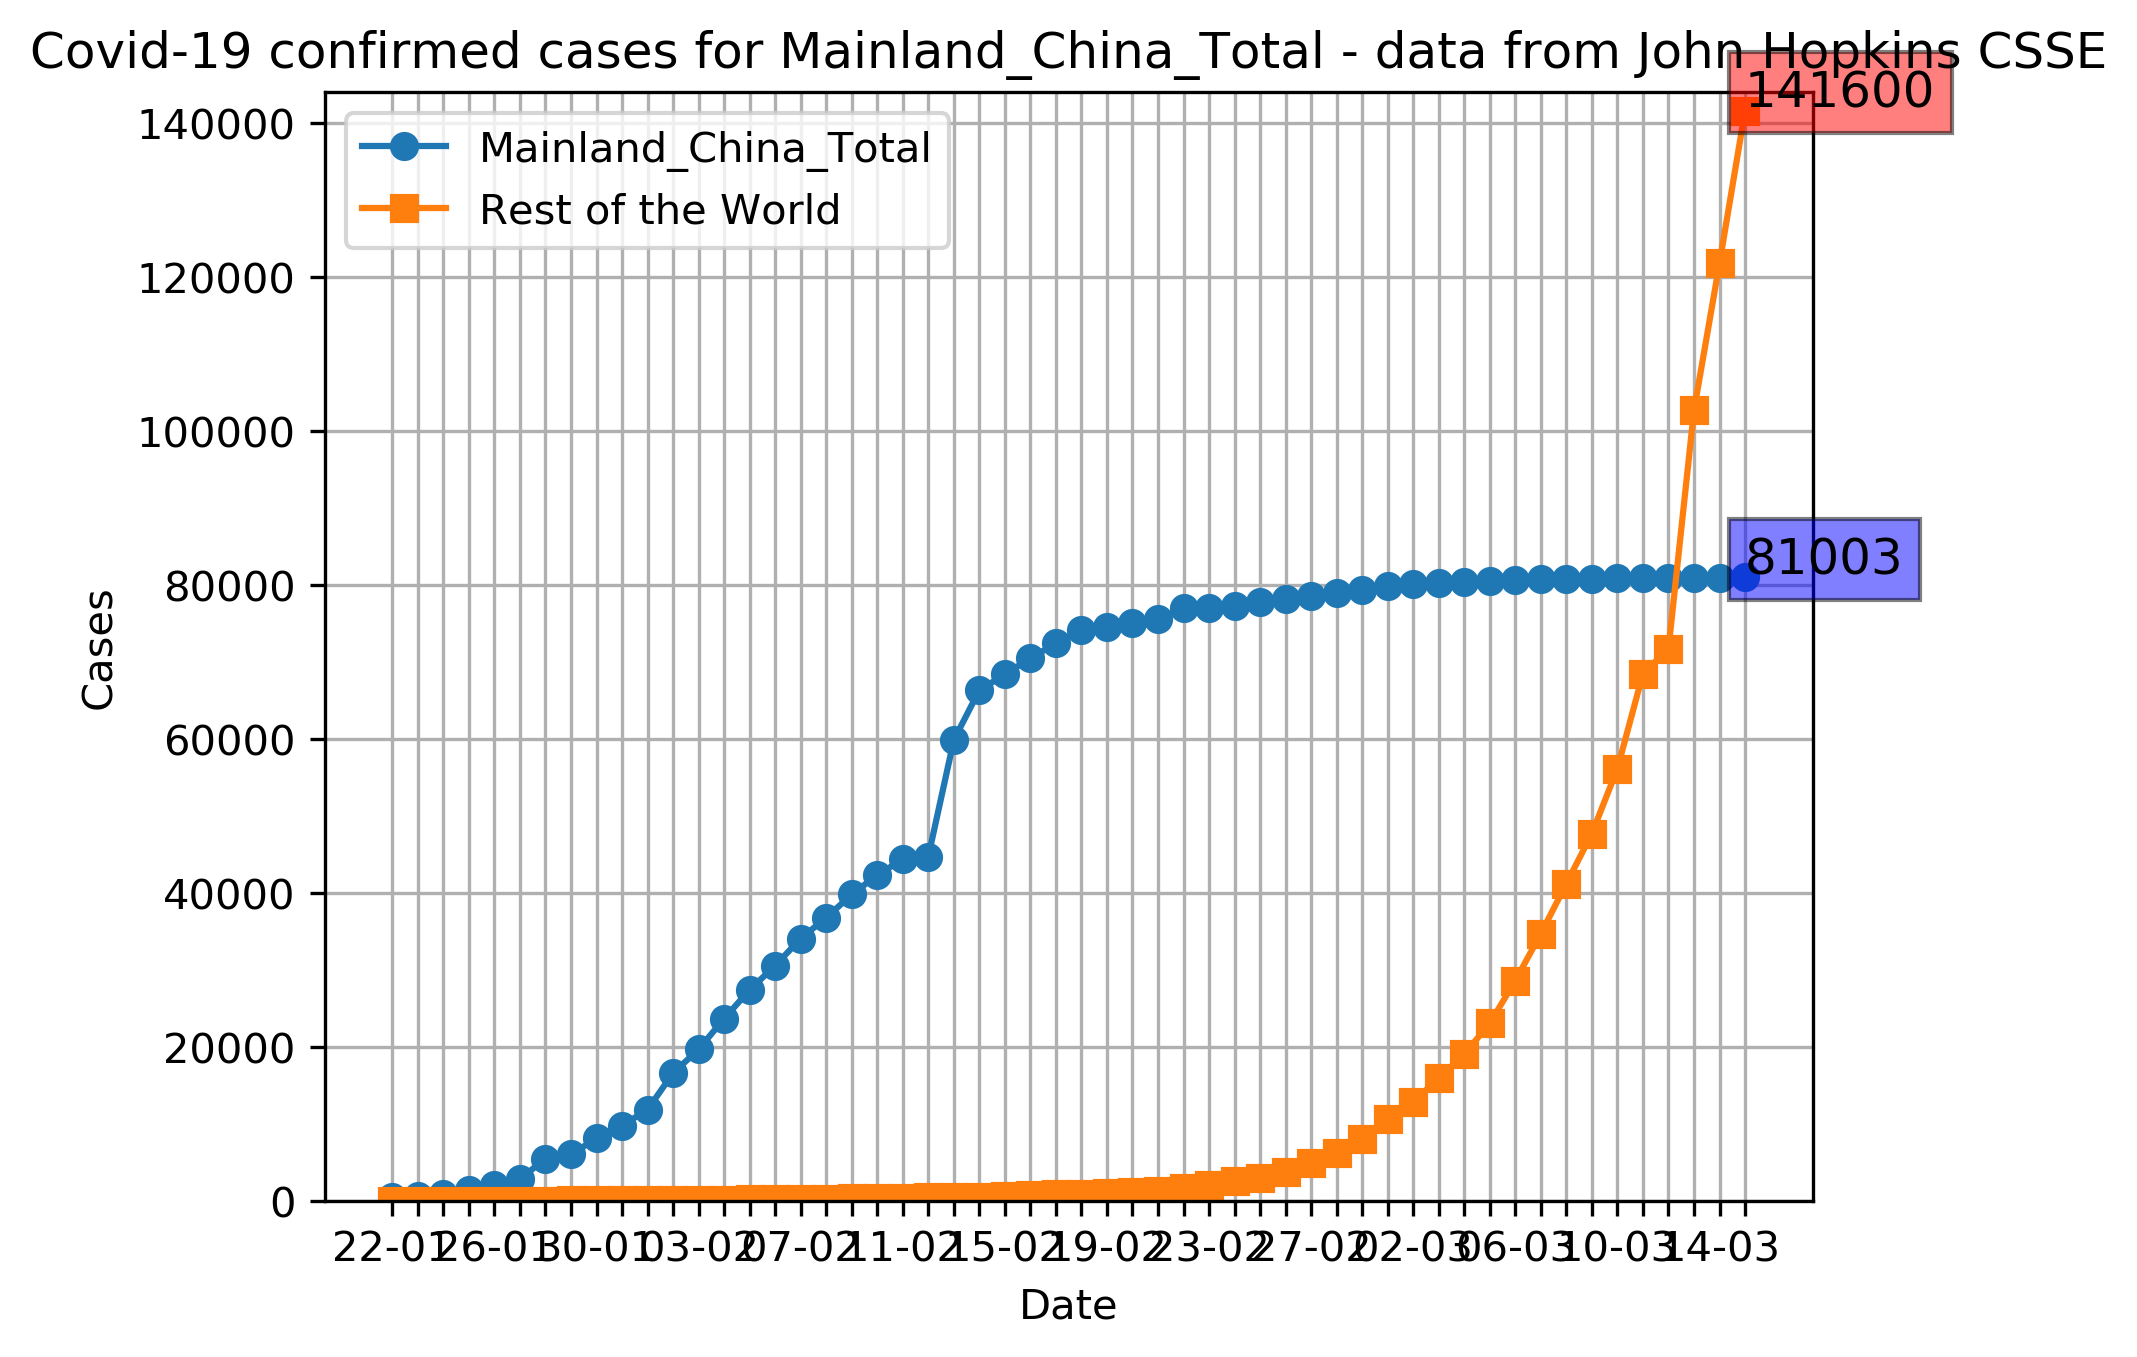 Covid-19 confirmed cases for Mainland_China_Total - data from John Hopkins CSSE
141600
140000
Mainland_China_Total
Rest of the World
120000
100000
81003
80000
Cases
60000
40000
20000
0
22-01 26-01 30-01 03-02 07-02 11-02 15-02 19-02 23-02 27-02 02-03 06-03 10-03 14-03
Date